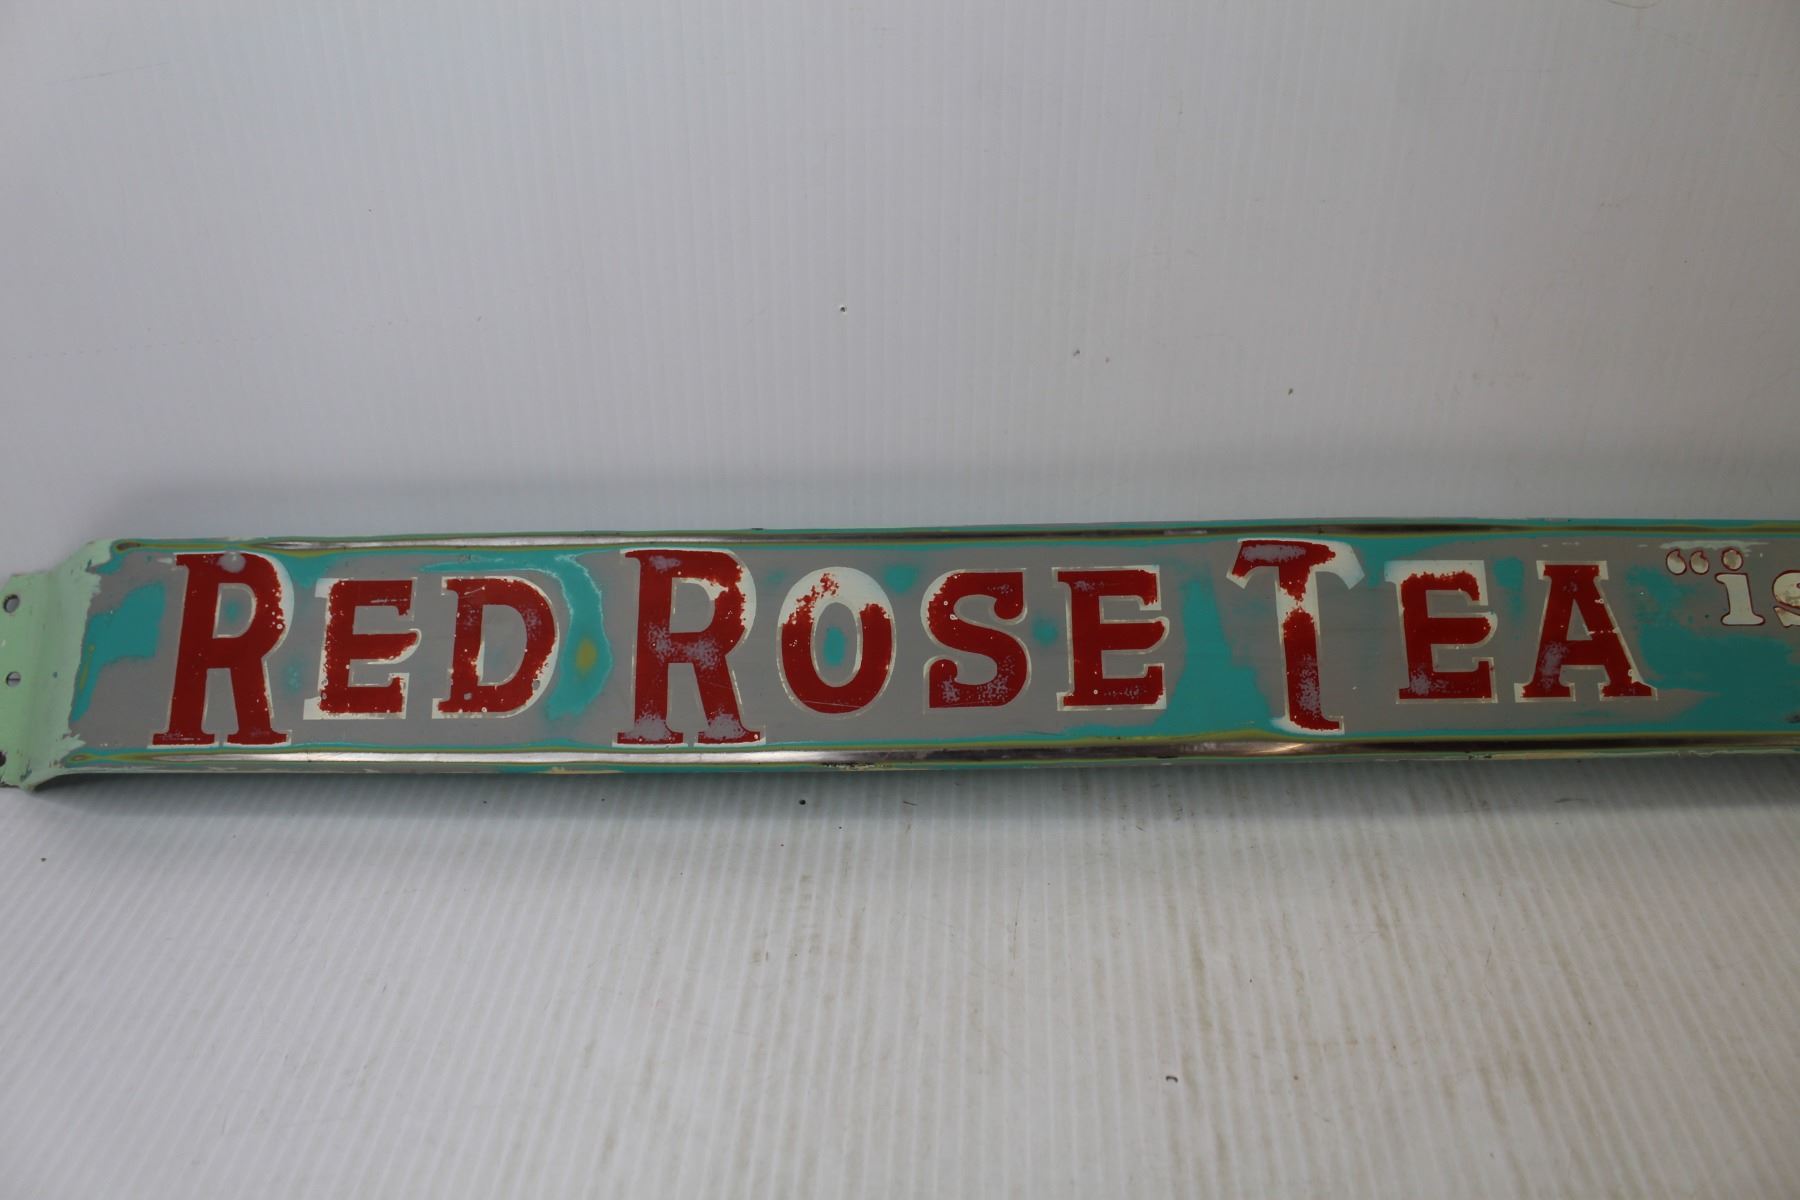 RED ROSE TEA "is